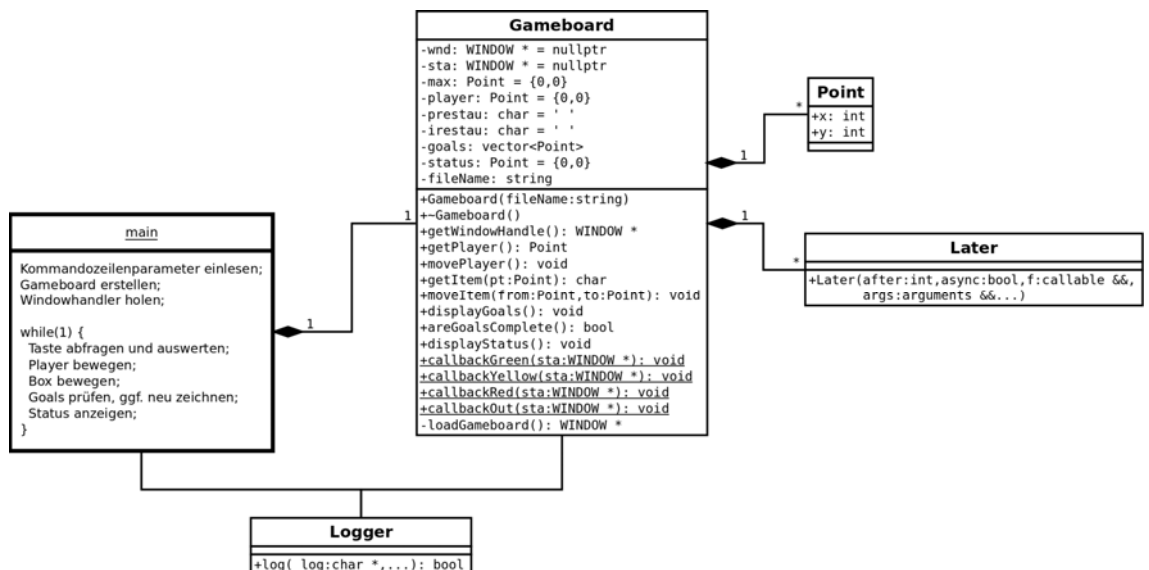 Gameboard
-wnd: WINDOW * = nullptr
-sta: WINDOW * = nullptr
-max: Point = {0,0}
-player: Point = {0,0}
-prestau: char = ' '
-irestau: char = ' '
-goals: vector<Point>
-status: Point = {0,0}
-fileName: string
+Gameboard(fileName:string)
+~Gameboard()
+getWindowHandle(): WINDOW *
+getPlayer(): Point
+movePlayer(): void
+getItem(pt:Point): char
+moveItem(from:Point,to:Point): void
+displayGoals(): void
+areGoalsComplete(): bool
+displayStatus(): void
+callbackGreen(sta:WINDOW *): void
+callbackYellow(sta:WINDOW *): void
+callbackRed(sta:WINDOW *): void
+callbackOut(sta:WINDOW *): void
-loadGameboard(): WINDOW *
1
*
Point
+x: int
+y: int
1
*
Later
+Later(after:int,async:bool,f:callable &&,
args:arguments &&...)
1
1
main
Kommandozeilenparameter einlesen;
Gameboard erstellen;
Windowhandler holen;
while(1) {
Taste abfragen und auswerten;
Player bewegen;
Box bewegen;
Goals prüfen, ggf. neu zeichnen;
Status anzeigen;
}
Logger
+log( log:char *,...): bool